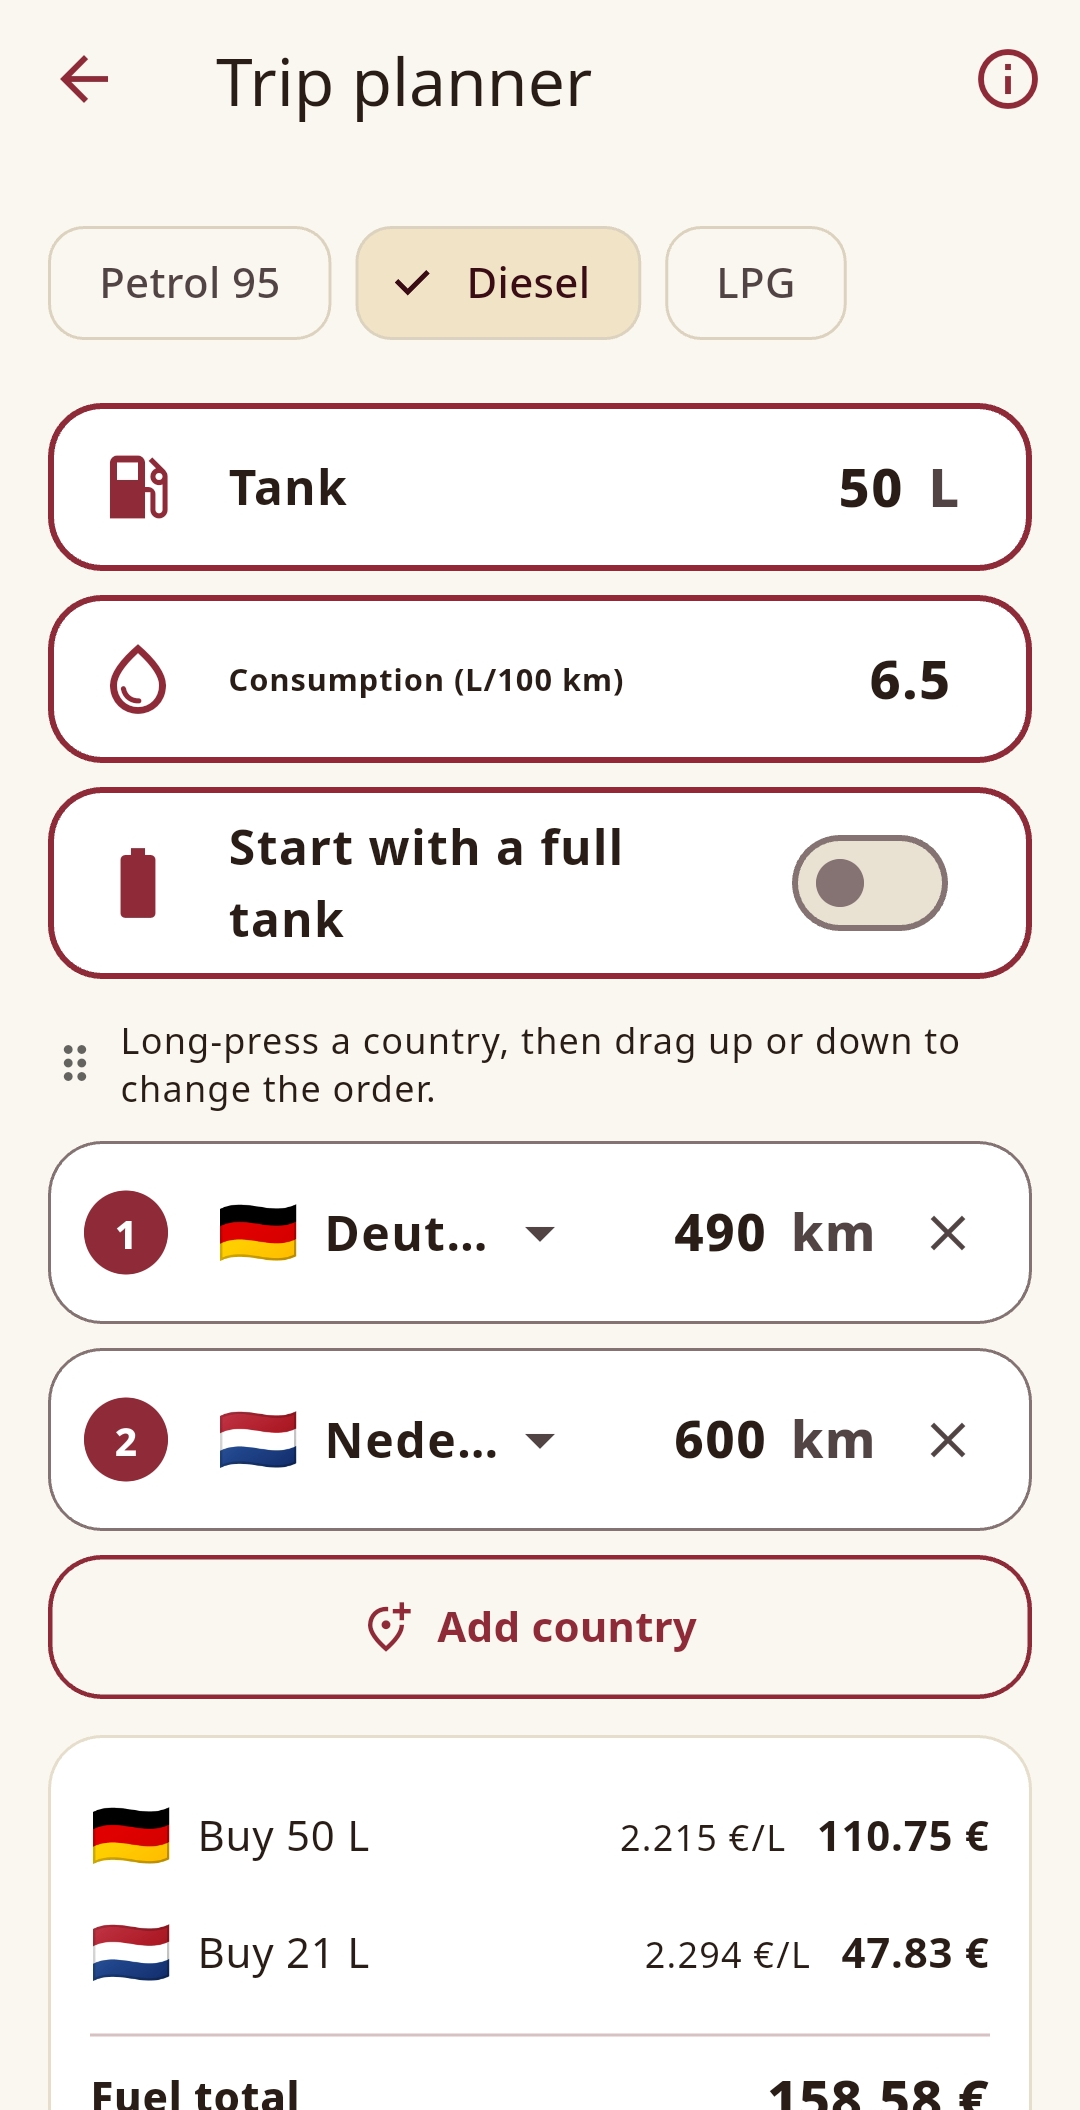 Trip planner
Petrol 95
Diesel
LPG
Tank
50 L
Consumption (L/100 km)
6.5
Start with a full
tank
Long-press a country, then drag up or down to
change the order.
1 Deut... 490 km
2 Nede... 600 km
Add country
Buy 50 L 2.215 €/L 110.75 €
Buy 21 L 2.294 €/L 47.83 €
Fuel total 158.58 €